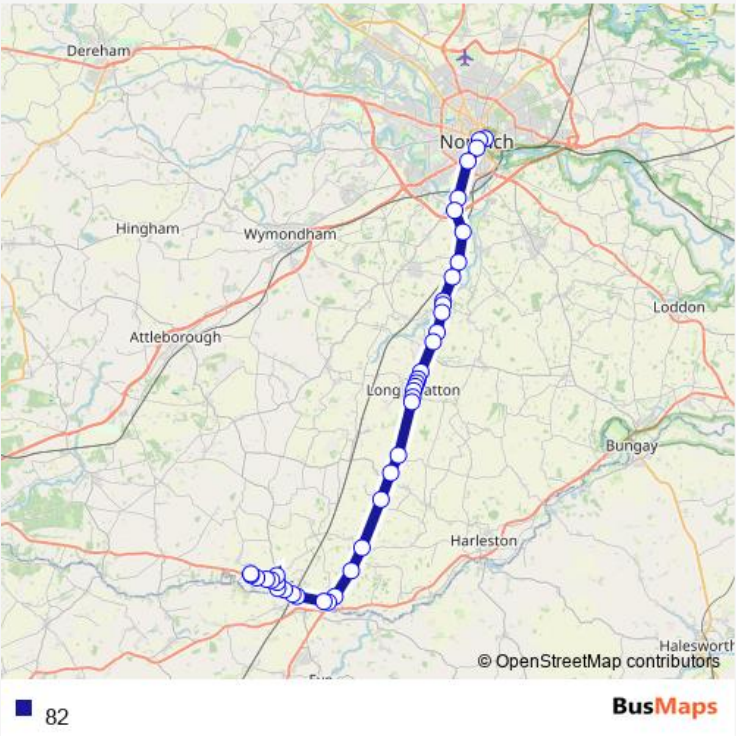 Dereham
Norwich
Hingham
Wymondham
Loddon
Attleborough
Long Stratton
Bungay
Harleston
Halesworth
© OpenStreetMap contributors
82
BusMaps